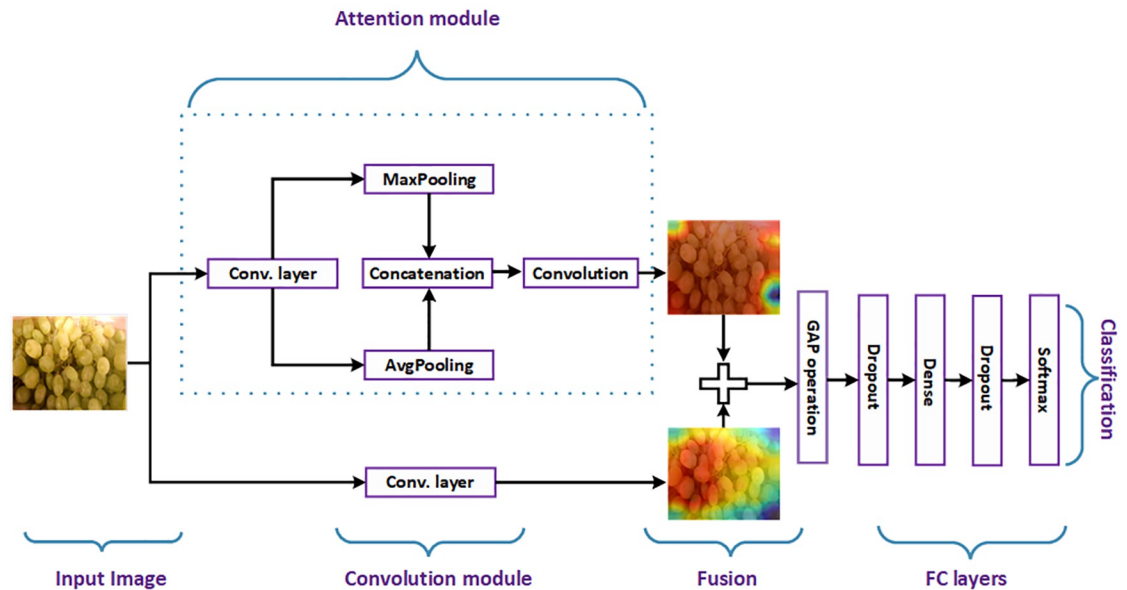 Attention module
MaxPooling
Conv. layer
Concatenation
Convolution
AvgPooling
GAP operation
Dropout
Dense
Dropout
Softmax
Classification
Conv. layer
Input Image
Convolution module
Fusion
FC layers